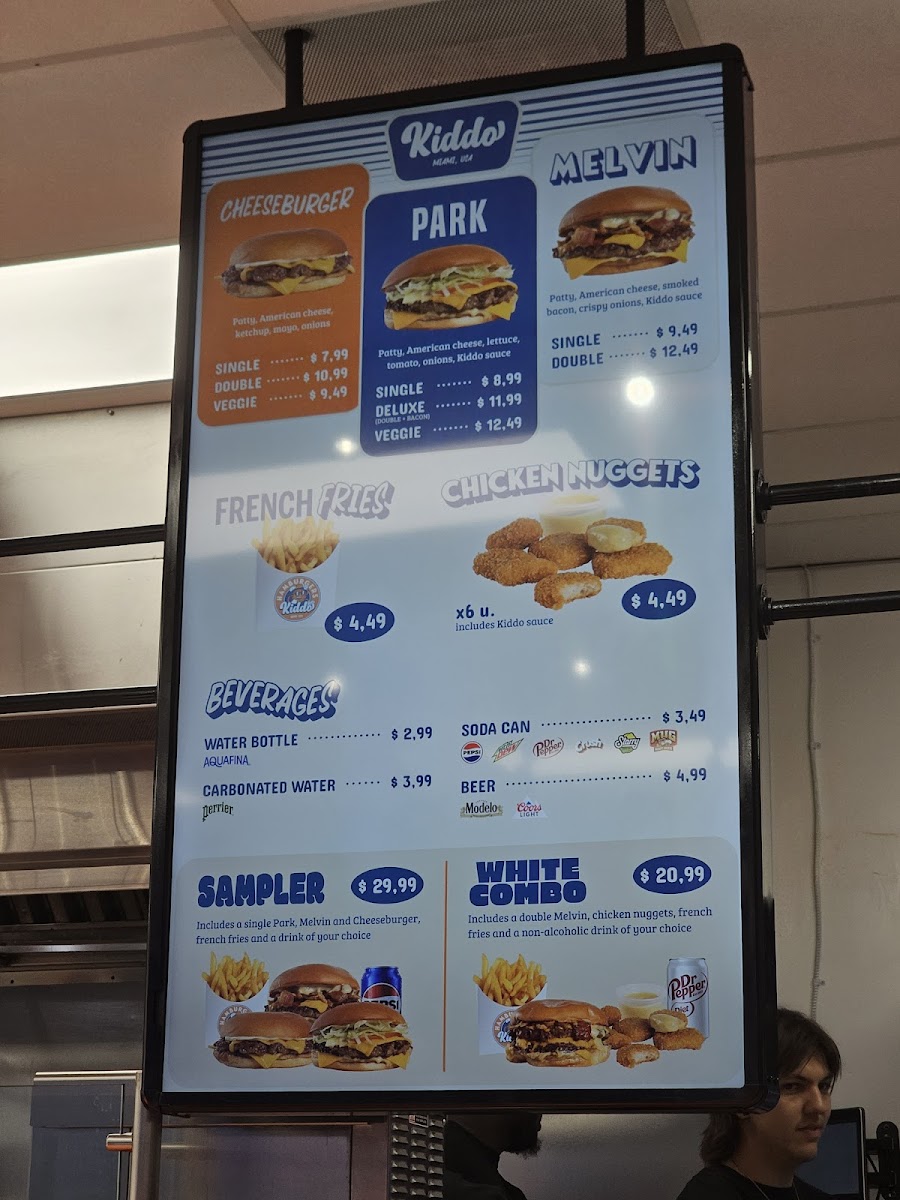 Kiddo
MIAMI, USA
CHEESEBURGER
Patty, American cheese,
ketchup, mayo, onions
SINGLE ······· $ 7,99
DOUBLE ······· $ 10,99
VEGGIE ······· $ 9,49
PARK
Patty, American cheese, lettuce,
tomato, onions, Kiddo sauce
SINGLE ······· $ 8,99
DELUXE ······· $ 11,99
(DOUBLE + BACON)
VEGGIE ······· $ 12,49
MELVIN
Patty, American cheese, smoked
bacon, crispy onions, Kiddo sauce
SINGLE ······· $ 9,49
DOUBLE ······· $ 12,49
FRENCH FRIES
HAMBURGERS
Kiddo
$ 4,49
CHICKEN NUGGETS
x6 u.
includes Kiddo sauce
$ 4,49
BEVERAGES
WATER BOTTLE ············ $ 2,99
AQUAFINA
CARBONATED WATER ······ $ 3,99
perrier
SODA CAN ·················· $ 3,49
PEPSI
Dr Pepper
Crush
Starry
MUG
BEER ························ $ 4,99
Modelo
Coors
LIGHT
SAMPLER
$ 29,99
Includes a single Park, Melvin and Cheeseburger,
french fries and a drink of your choice
PEPSI
WHITE
COMBO
$ 20,99
Includes a double Melvin, chicken nuggets, french
fries and a non-alcoholic drink of your choice
Dr
Pepper
Diet